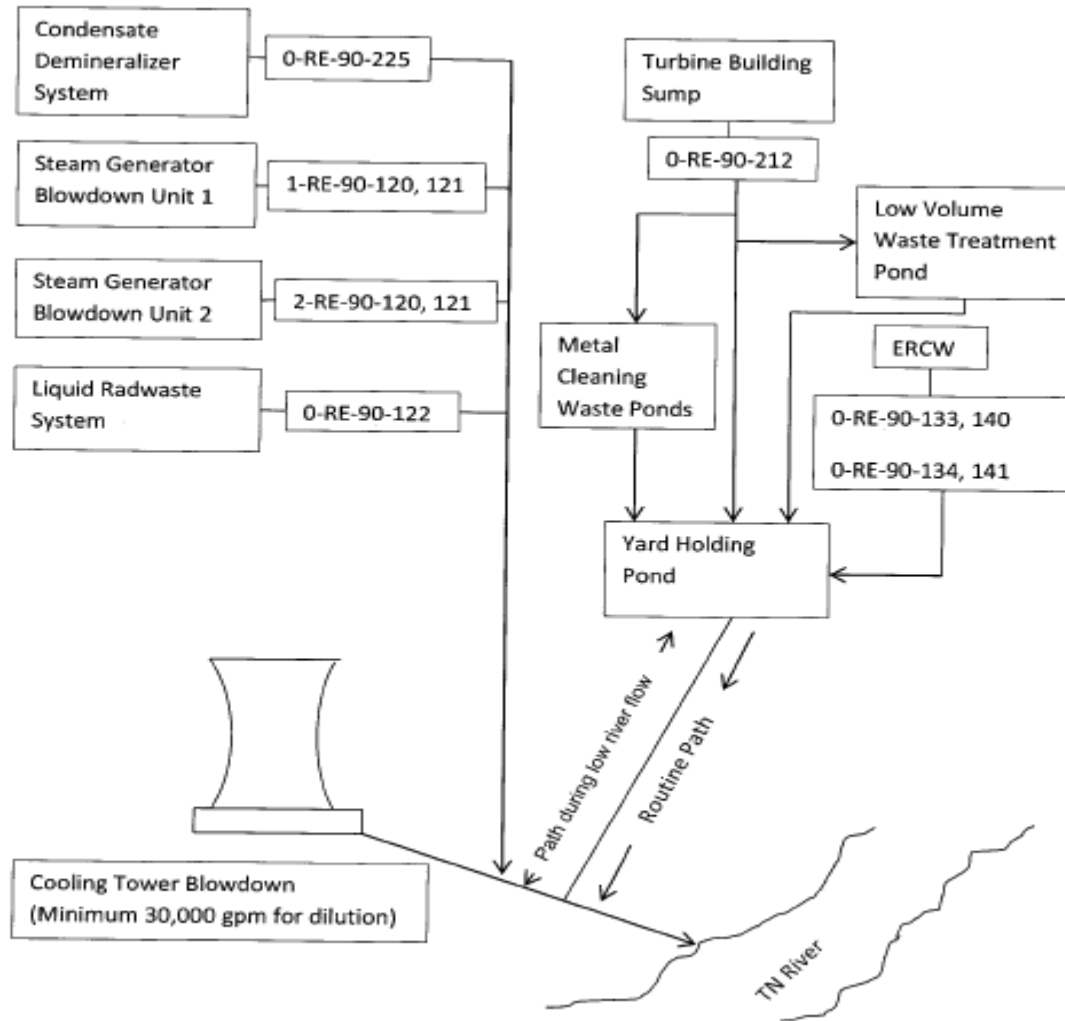 Condensate
Demineralizer
System
0-RE-90-225
Steam Generator
Blowdown Unit 1
1-RE-90-120, 121
Steam Generator
Blowdown Unit 2
2-RE-90-120, 121
Liquid Radwaste
System
0-RE-90-122
Turbine Building
Sump
0-RE-90-212
Low Volume
Waste Treatment
Pond
Metal
Cleaning
Waste Ponds
ERCW
0-RE-90-133, 140
0-RE-90-134, 141
Yard Holding
Pond
Path during low river flow
Routine Path
Cooling Tower Blowdown
(Minimum 30,000 gpm for dilution)
TN River